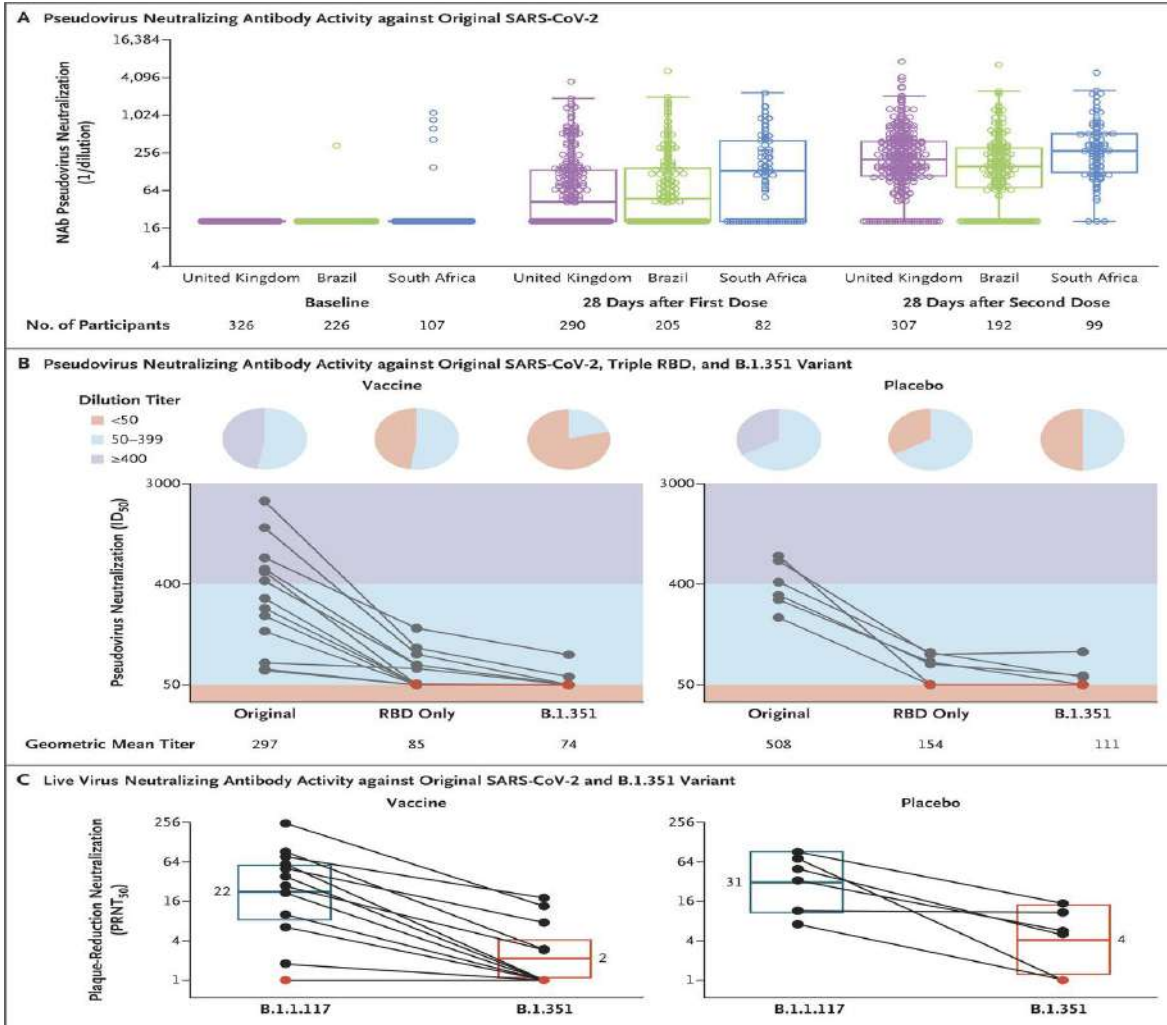 A Pseudovirus Neutralizing Antibody Activity against Original SARS-CoV-2
NAb Pseudovirus Neutralization
(1/dilution)
16,384
4,096
1,024
256
64
16
4
United Kingdom Brazil South Africa United Kingdom Brazil South Africa United Kingdom Brazil South Africa
Baseline 28 Days after First Dose 28 Days after Second Dose
No. of Participants 326 226 107 290 205 82 307 192 99
B Pseudovirus Neutralizing Antibody Activity against Original SARS-CoV-2, Triple RBD, and B.1.351 Variant
Vaccine Placebo
Dilution Titer
<50
50–399
≥400
Pseudovirus Neutralization (ID50)
3000 3000
400 400
50 50
Original RBD Only B.1.351 Original RBD Only B.1.351
Geometric Mean Titer 297 85 74 508 154 111
C Live Virus Neutralizing Antibody Activity against Original SARS-CoV-2 and B.1.351 Variant
Vaccine Placebo
Plaque-Reduction Neutralization
(PRNT50)
256 256
64 64
22 31
16 16
4 4
2 4
1 1
B.1.1.117 B.1.351 B.1.1.117 B.1.351